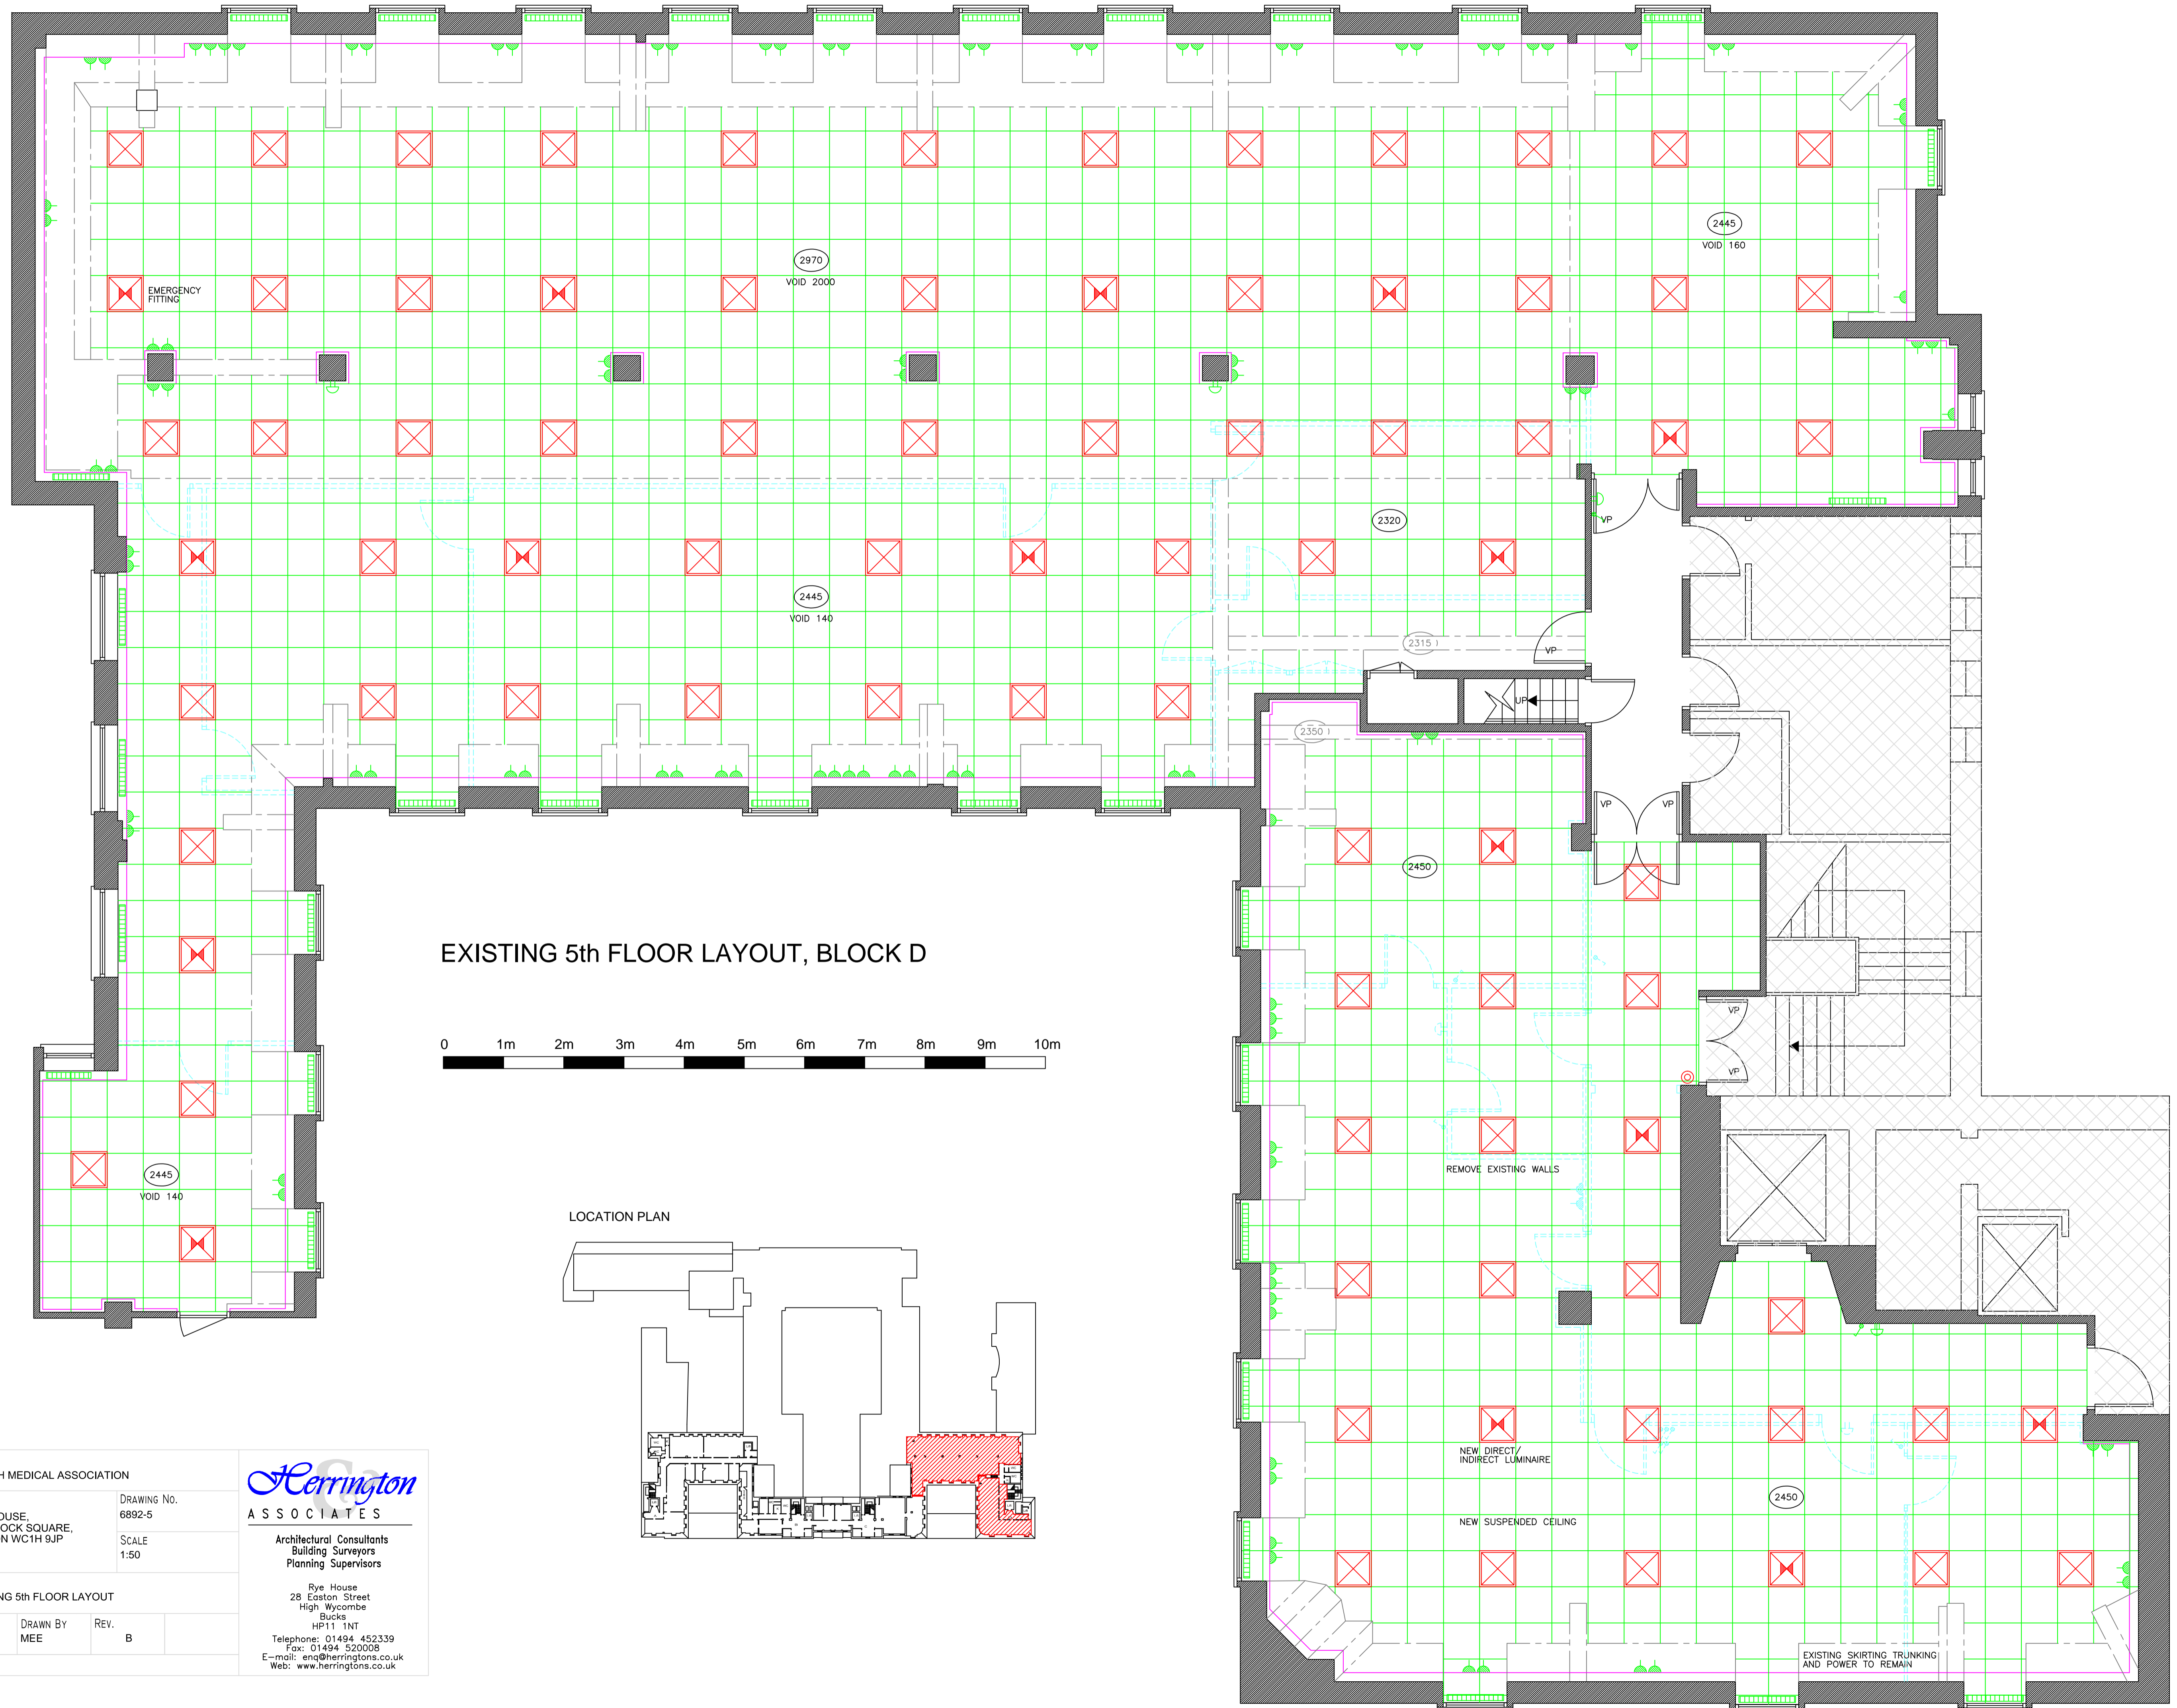 2445
VOID 160
2970
VOID 2000
EMERGENCY
FITTING
2320
VP
2445
VOID 140
2315
VP
UP
2350
VP
VP
2450
EXISTING 5th FLOOR LAYOUT, BLOCK D
0 1m 2m 3m 4m 5m 6m 7m 8m 9m 10m
VP
VP
REMOVE EXISTING WALLS
2445
VOID 140
LOCATION PLAN
NEW DIRECT/
INDIRECT LUMINAIRE
2450
NEW SUSPENDED CEILING
EXISTING SKIRTING TRUNKING
AND POWER TO REMAIN
H MEDICAL ASSOCIATION
OUSE,
OCK SQUARE,
N WC1H 9JP
DRAWING No.
6892-5
SCALE
1:50
NG 5th FLOOR LAYOUT
DRAWN BY
MEE
REV.
B
&
Herrington
ASSOCIATES
Architectural Consultants
Building Surveyors
Planning Supervisors
Rye House
28 Easton Street
High Wycombe
Bucks
HP11 1NT
Telephone: 01494 452339
Fax: 01494 520008
E-mail: enq@herringtons.co.uk
Web: www.herringtons.co.uk